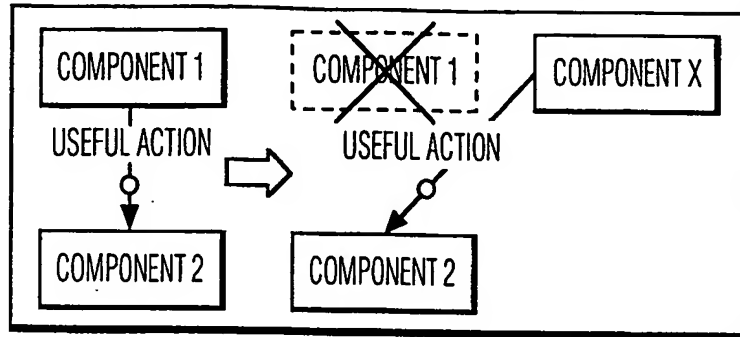 COMPONENT 1
USEFUL ACTION
COMPONENT 2
COMPONENT 1
COMPONENT X
USEFUL ACTION
COMPONENT 2